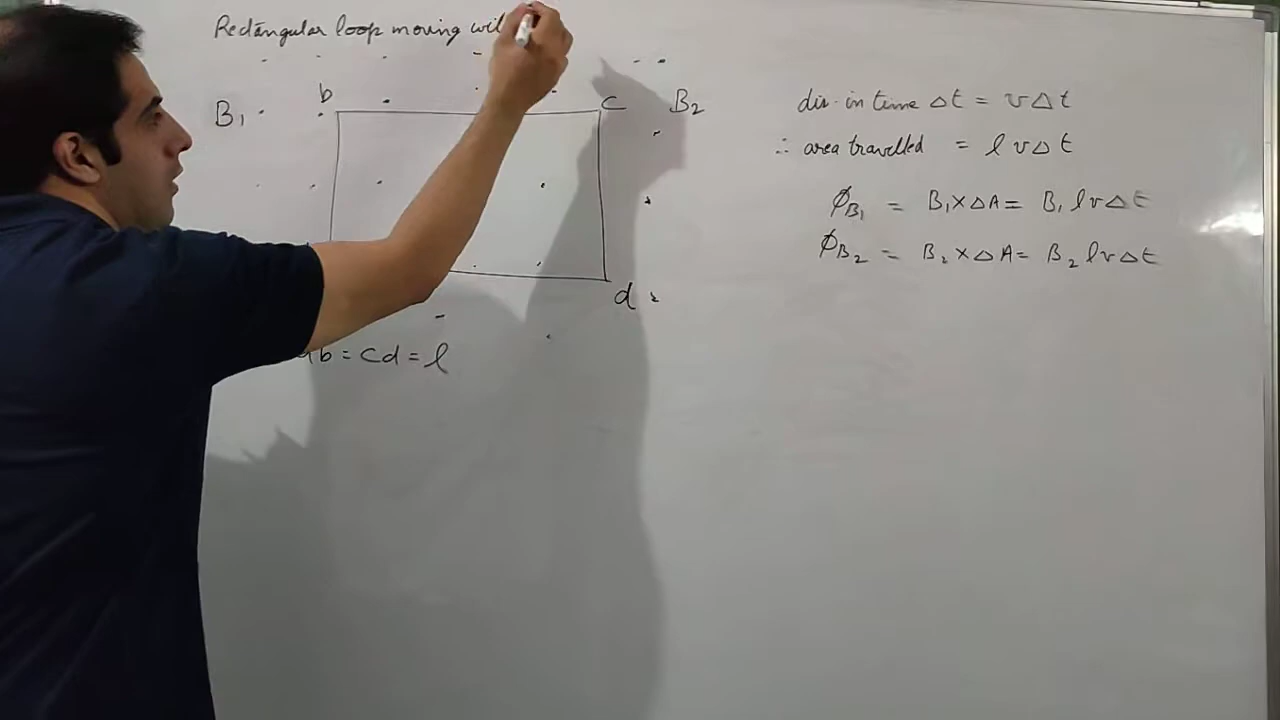 Rectangular loop moving wi
b
c
B₁
B₂
d
ab = cd = l
dis. in time Δt = vΔt
∴ area travelled = l v Δt
ϕB₁ = B₁ × ΔA = B₁ l v Δt
ϕB₂ = B₂ × ΔA = B₂ l v Δt